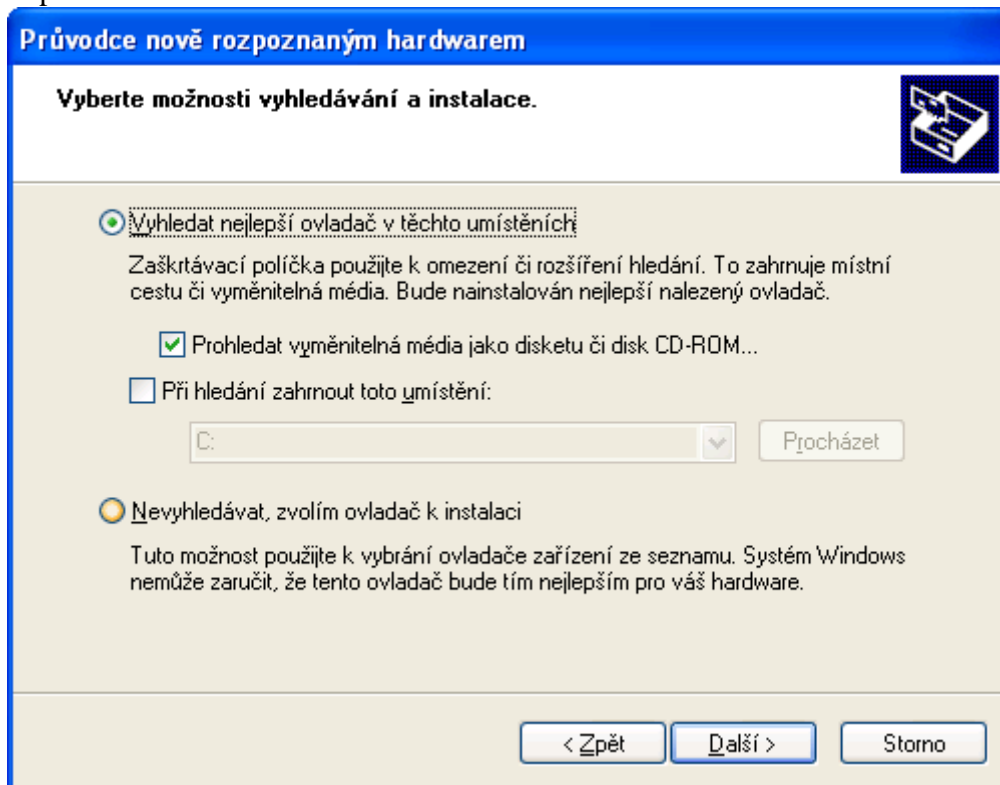 Průvodce nově rozpoznaným hardwarem
Vyberte možnosti vyhledávání a instalace.
Vyhledat nejlepší ovladač v těchto umístěních
Zaškrtávací políčka použijte k omezení či rozšíření hledání. To zahrnuje místní
cestu či vyměnitelná média. Bude nainstalován nejlepší nalezený ovladač.
Prohledat vyměnitelná média jako disketu či disk CD-ROM...
Při hledání zahrnout toto umístění:
C:
Procházet
Nevyhledávat, zvolím ovladač k instalaci
Tuto možnost použijte k vybrání ovladače zařízení ze seznamu. Systém Windows
nemůže zaručit, že tento ovladač bude tím nejlepším pro váš hardware.
< Zpět
Další >
Storno